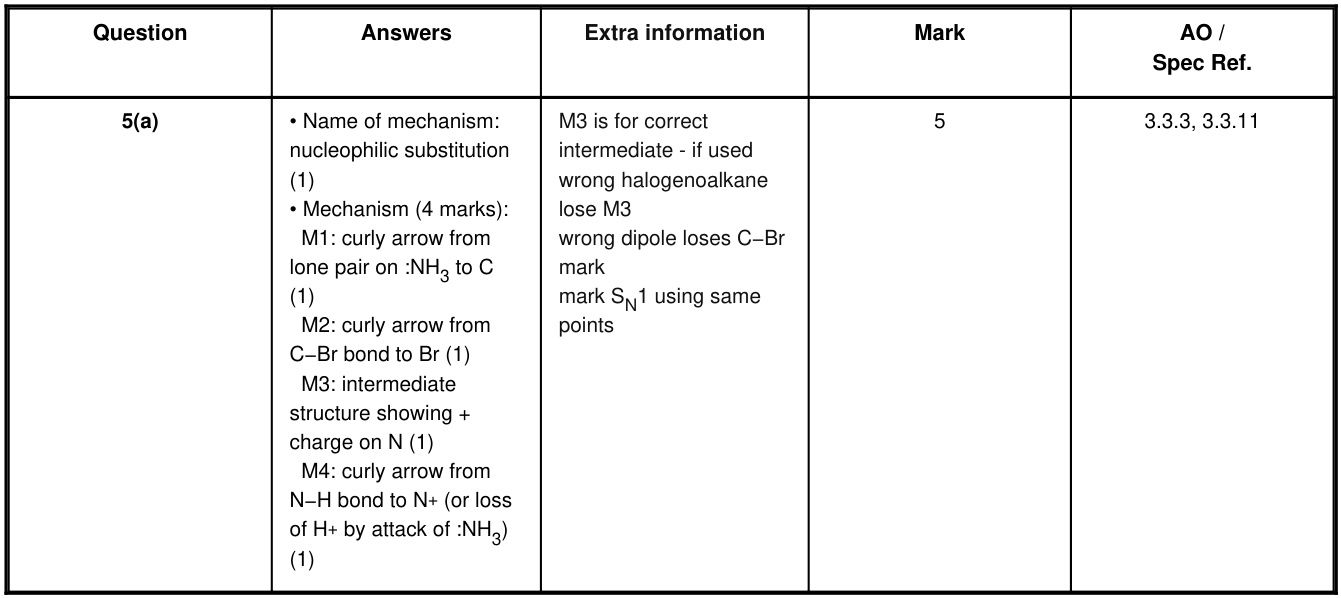 Question Answers Extra information Mark AO /
Spec Ref.
5(a)
• Name of mechanism:
nucleophilic substitution
(1)
• Mechanism (4 marks):
M1: curly arrow from
lone pair on :NH₃ to C
(1)
M2: curly arrow from
C−Br bond to Br (1)
M3: intermediate
structure showing +
charge on N (1)
M4: curly arrow from
N−H bond to N+ (or loss
of H+ by attack of :NH₃)
(1)
M3 is for correct
intermediate - if used
wrong halogenoalkane
lose M3
wrong dipole loses C−Br
mark
mark S_N1 using same
points
5
3.3.3, 3.3.11